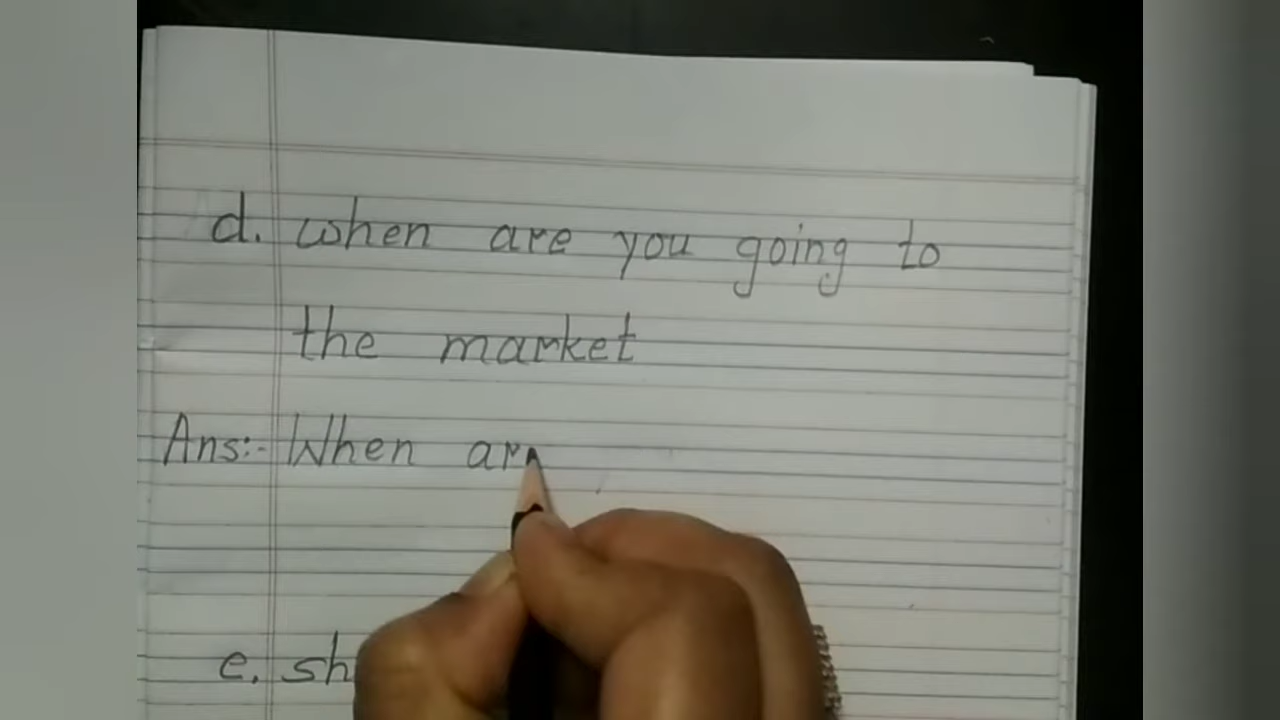 d. when are you going to
the market
Ans:- When ar
e. sh